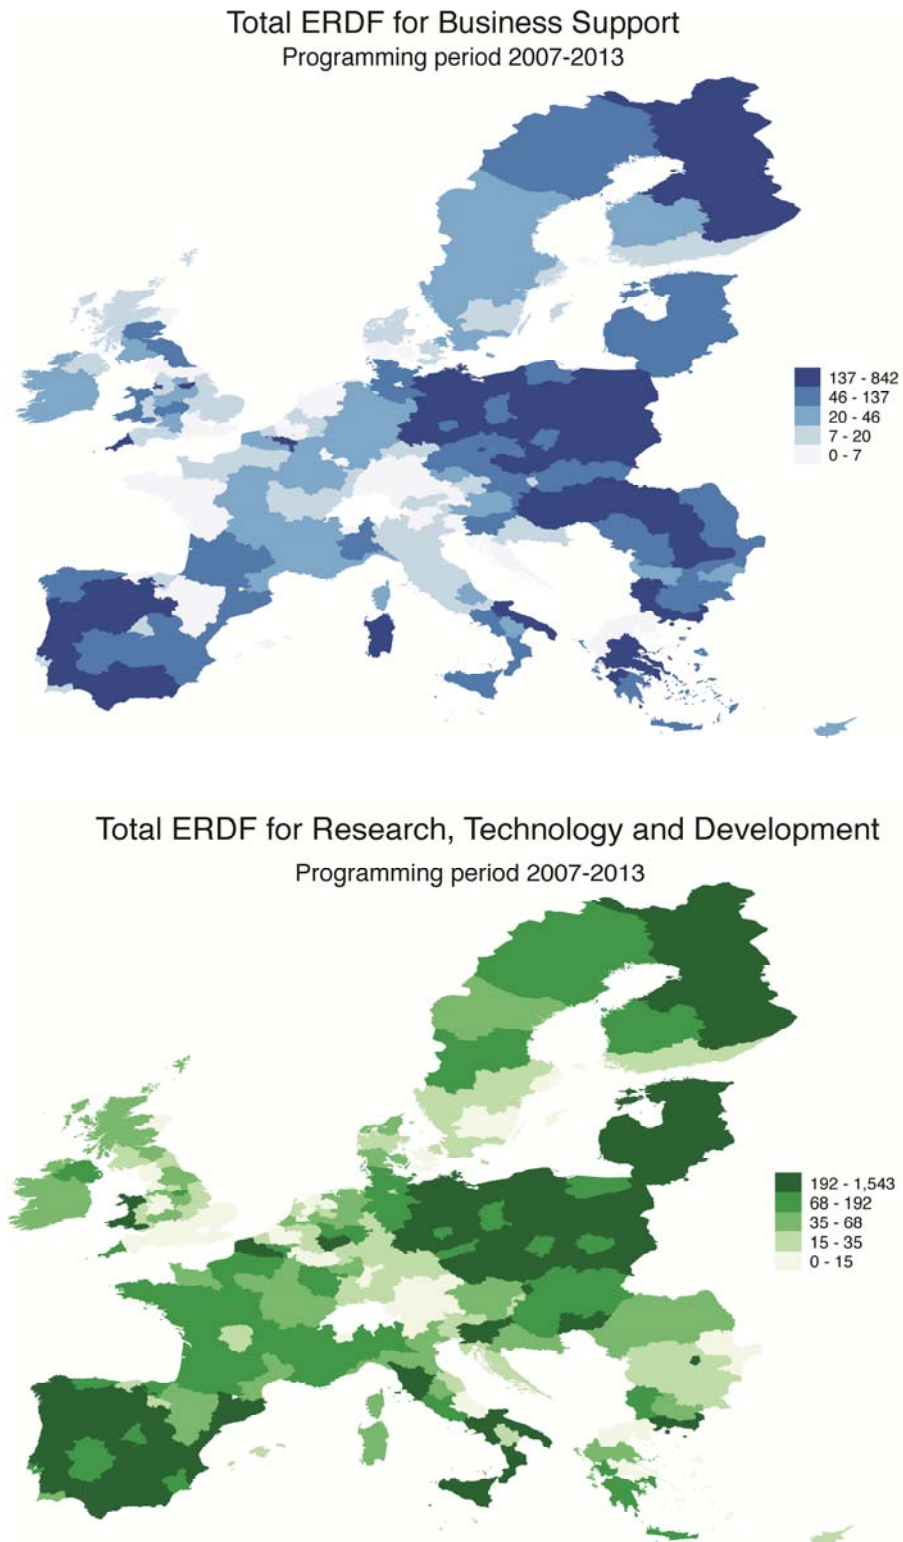 Total ERDF for Business Support
Programming period 2007-2013
137 - 842
46 - 137
20 - 46
7 - 20
0 - 7
Total ERDF for Research, Technology and Development
Programming period 2007-2013
192 - 1,543
68 - 192
35 - 68
15 - 35
0 - 15